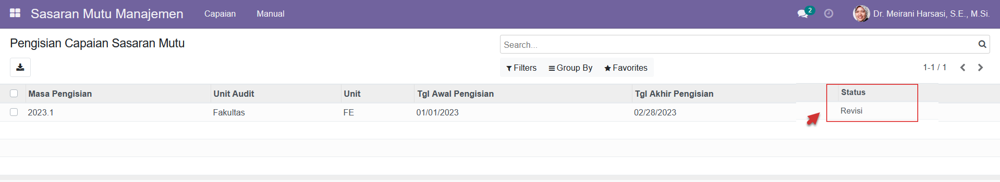 Sasaran Mutu Manajemen Capaian Manual 2 Dr. Meirani Harsasi, S.E., M.Si.
Pengisian Capaian Sasaran Mutu
Search...
Filters Group By Favorites 1-1 / 1
Masa Pengisian Unit Audit Unit Tgl Awal Pengisian Tgl Akhir Pengisian Status
2023.1 Fakultas FE 01/01/2023 02/28/2023 Revisi